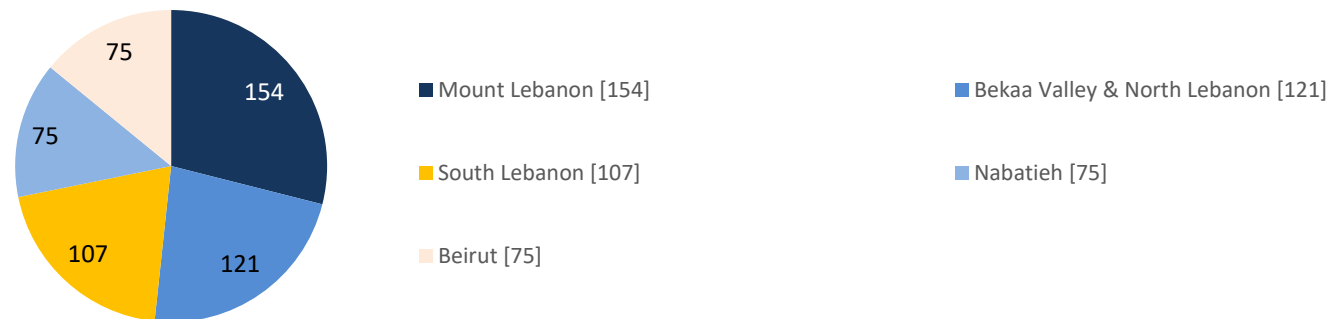 75
154
75
107
121
Mount Lebanon [154]
Bekaa Valley & North Lebanon [121]
South Lebanon [107]
Nabatieh [75]
Beirut [75]